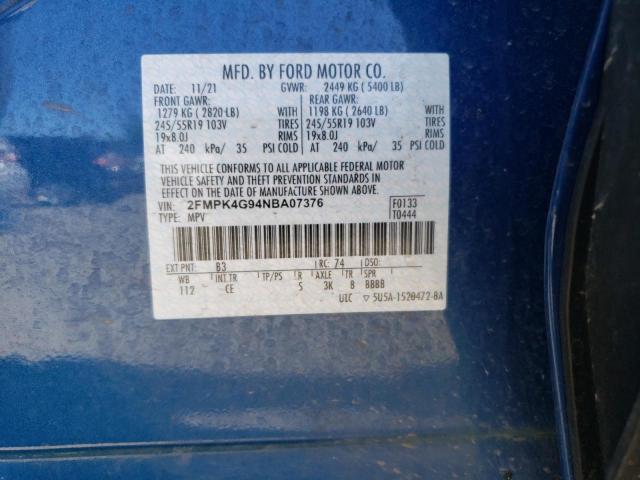 MFD. BY FORD MOTOR CO.
DATE: 11/21 GVWR: 2449 KG ( 5400 LB)
FRONT GAWR: REAR GAWR:
1279 KG ( 2820 LB) WITH 1198 KG ( 2640 LB) WITH
245/55R19 103V TIRES 245/55R19 103V TIRES
19x8.0J RIMS 19x8.0J RIMS
AT 240 kPa/ 35 PSI COLD AT 240 kPa/ 35 PSI COLD
THIS VEHICLE CONFORMS TO ALL APPLICABLE FEDERAL MOTOR
VEHICLE SAFETY AND THEFT PREVENTION STANDARDS IN
EFFECT ON THE DATE OF MANUFACTURE SHOWN ABOVE.
VIN: 2FMPK4G94NBA07376 F0133
TYPE: MPV T0444
EXT PNT: B3 RC: 74 DSO:
WB INT TR TP/PS R AXLE TR SPR
112 CE 5 3K 8 BBBB
UTC ▽ 5U5A-1520472-BA